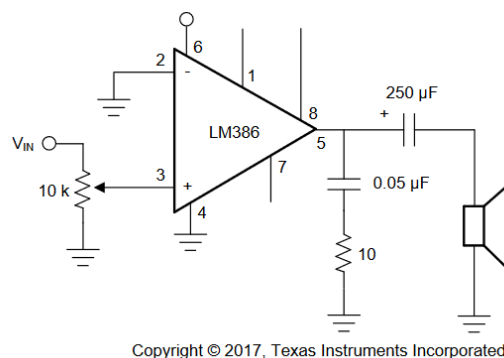 6
2
-
1
8
250 µF
LM386
+
5
V_IN
7
0.05 µF
10 k
3
+
4
10
Copyright © 2017, Texas Instruments Incorporated